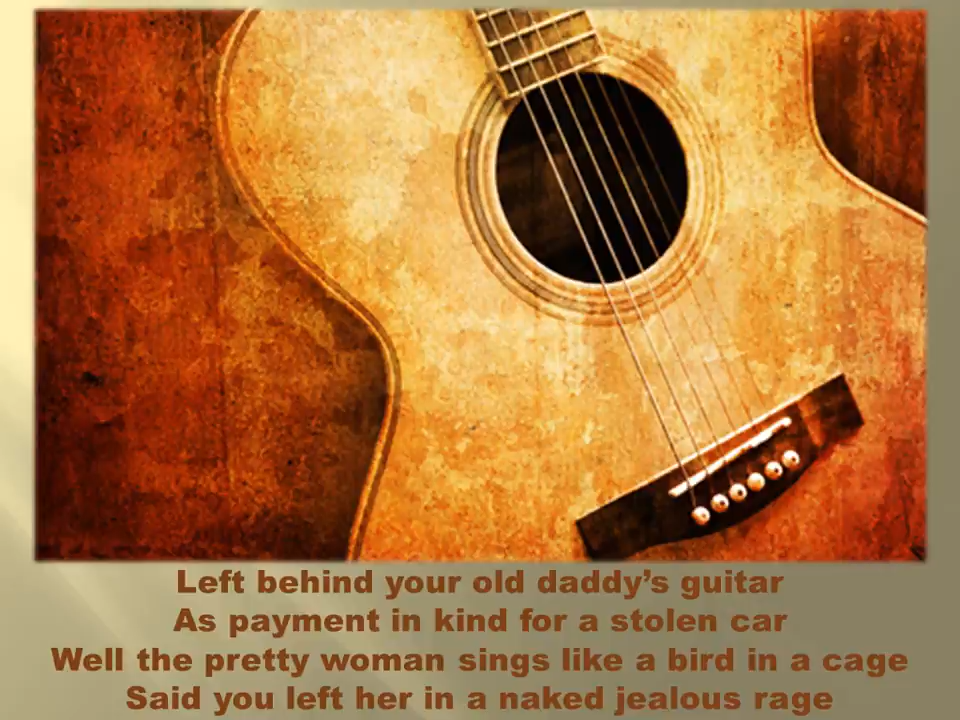 Left behind your old daddy’s guitar
As payment in kind for a stolen car
Well the pretty woman sings like a bird in a cage
Said you left her in a naked jealous rage